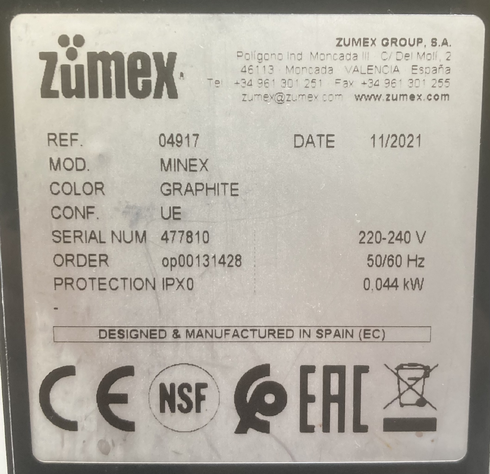 zümex
ZUMEX GROUP, S.A.
Polígono Ind. Moncada III C/ Del Molí, 2
46113 Moncada VALENCIA España
Tel +34 961 301 251 Fax +34 961 301 255
zumex@zumex.com www.zumex.com
REF. 04917 DATE 11/2021
MOD. MINEX
COLOR GRAPHITE
CONF. UE
SERIAL NUM 477810 220-240 V
ORDER op00131428 50/60 Hz
PROTECTION IPX0 0,044 kW
-
DESIGNED & MANUFACTURED IN SPAIN (EC)
CE NSF EAC